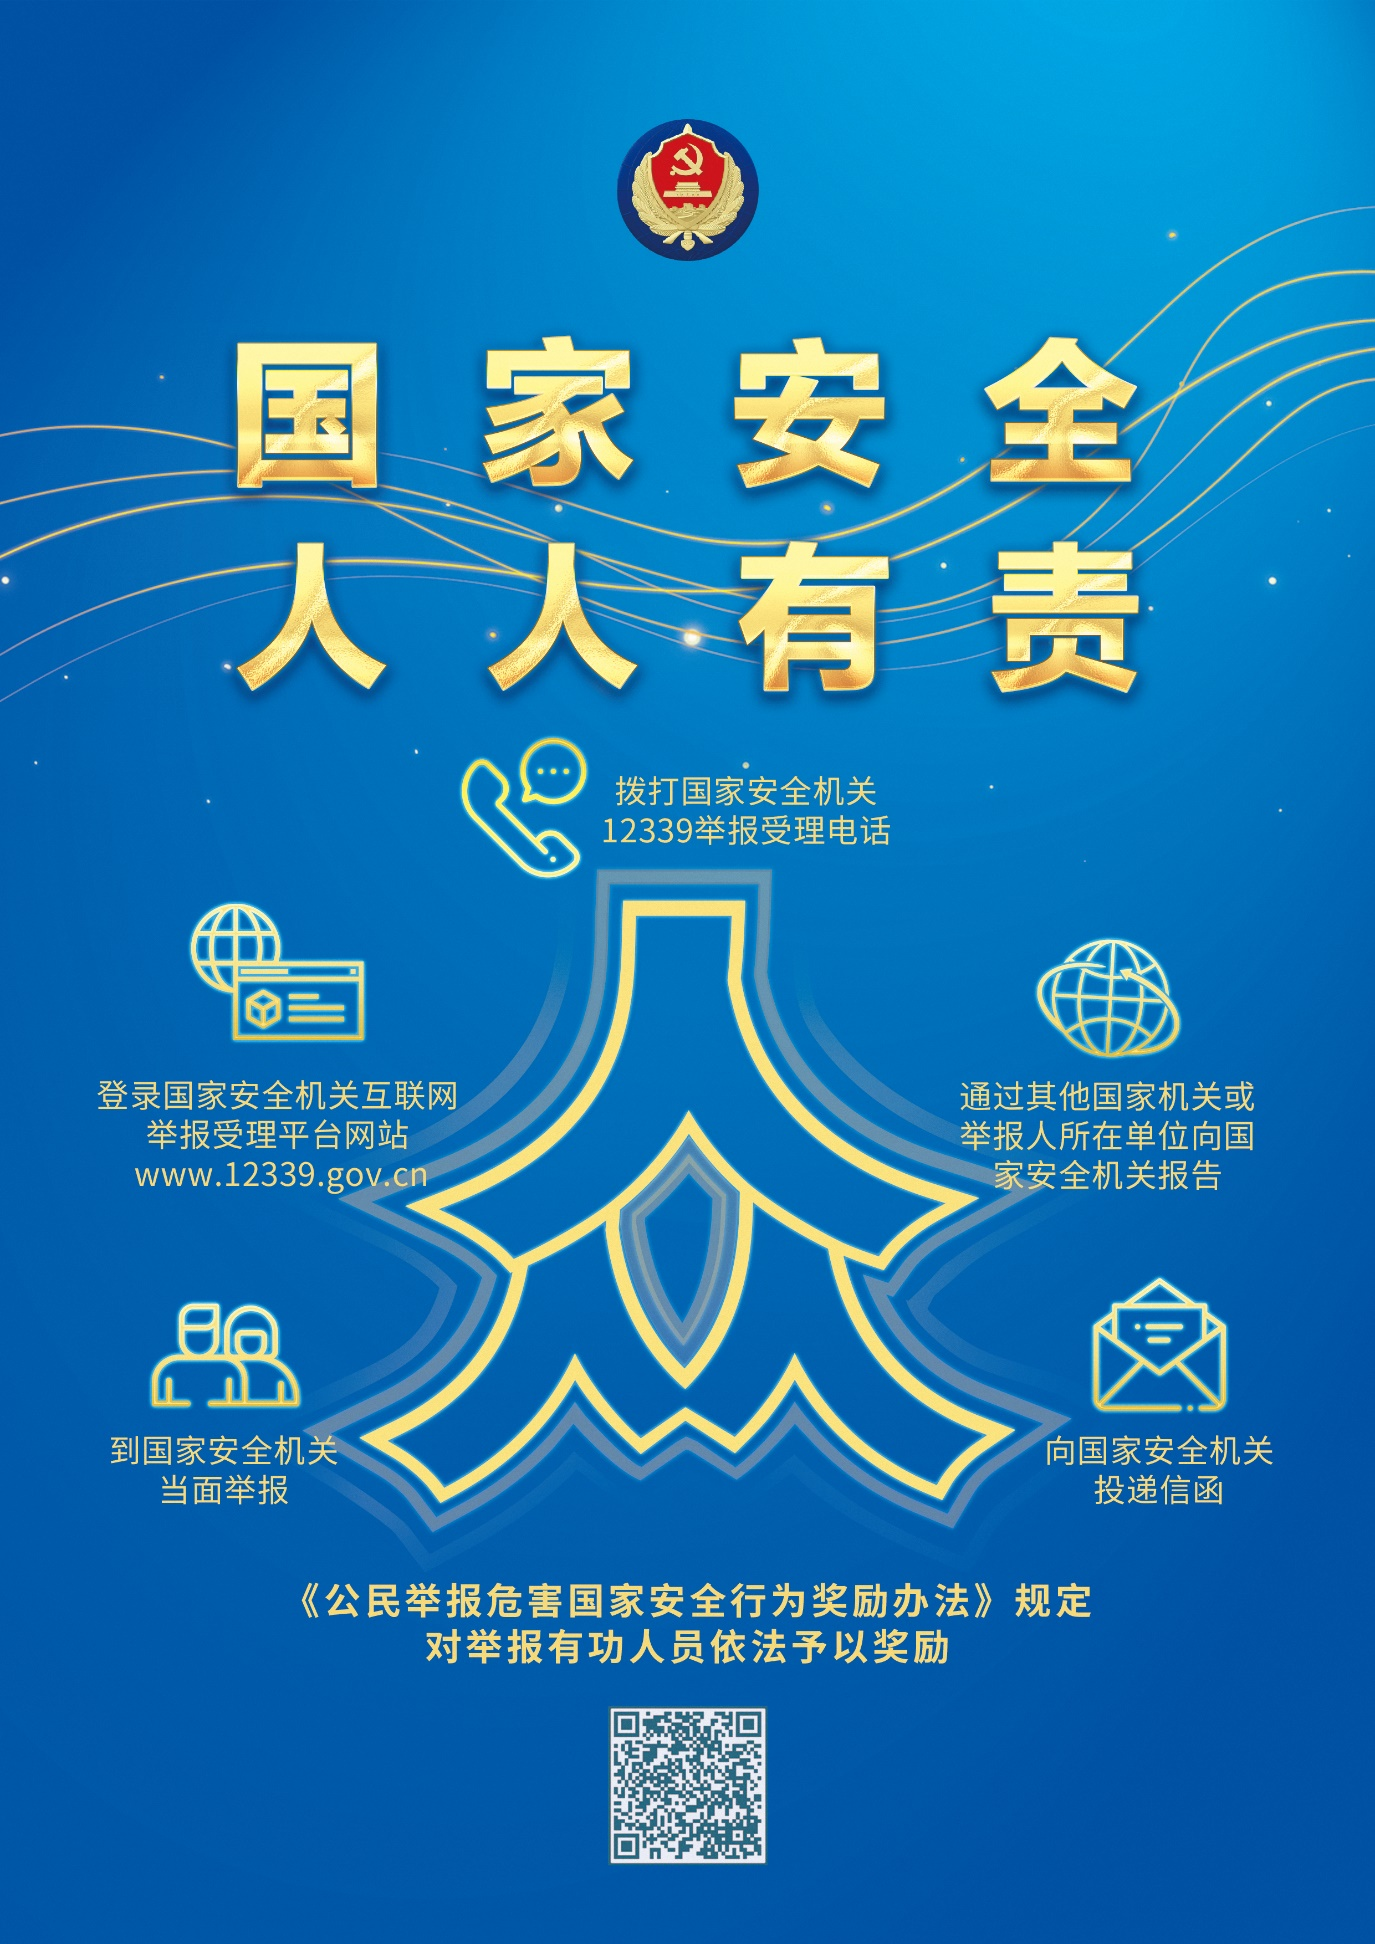 国家安全
人人有责
拨打国家安全机关
12339举报受理电话
登录国家安全机关互联网
举报受理平台网站
www.12339.gov.cn
通过其他国家机关或
举报人所在单位向国
家安全机关报告
到国家安全机关
当面举报
向国家安全机关
投递信函
《公民举报危害国家安全行为奖励办法》规定
对举报有功人员依法予以奖励